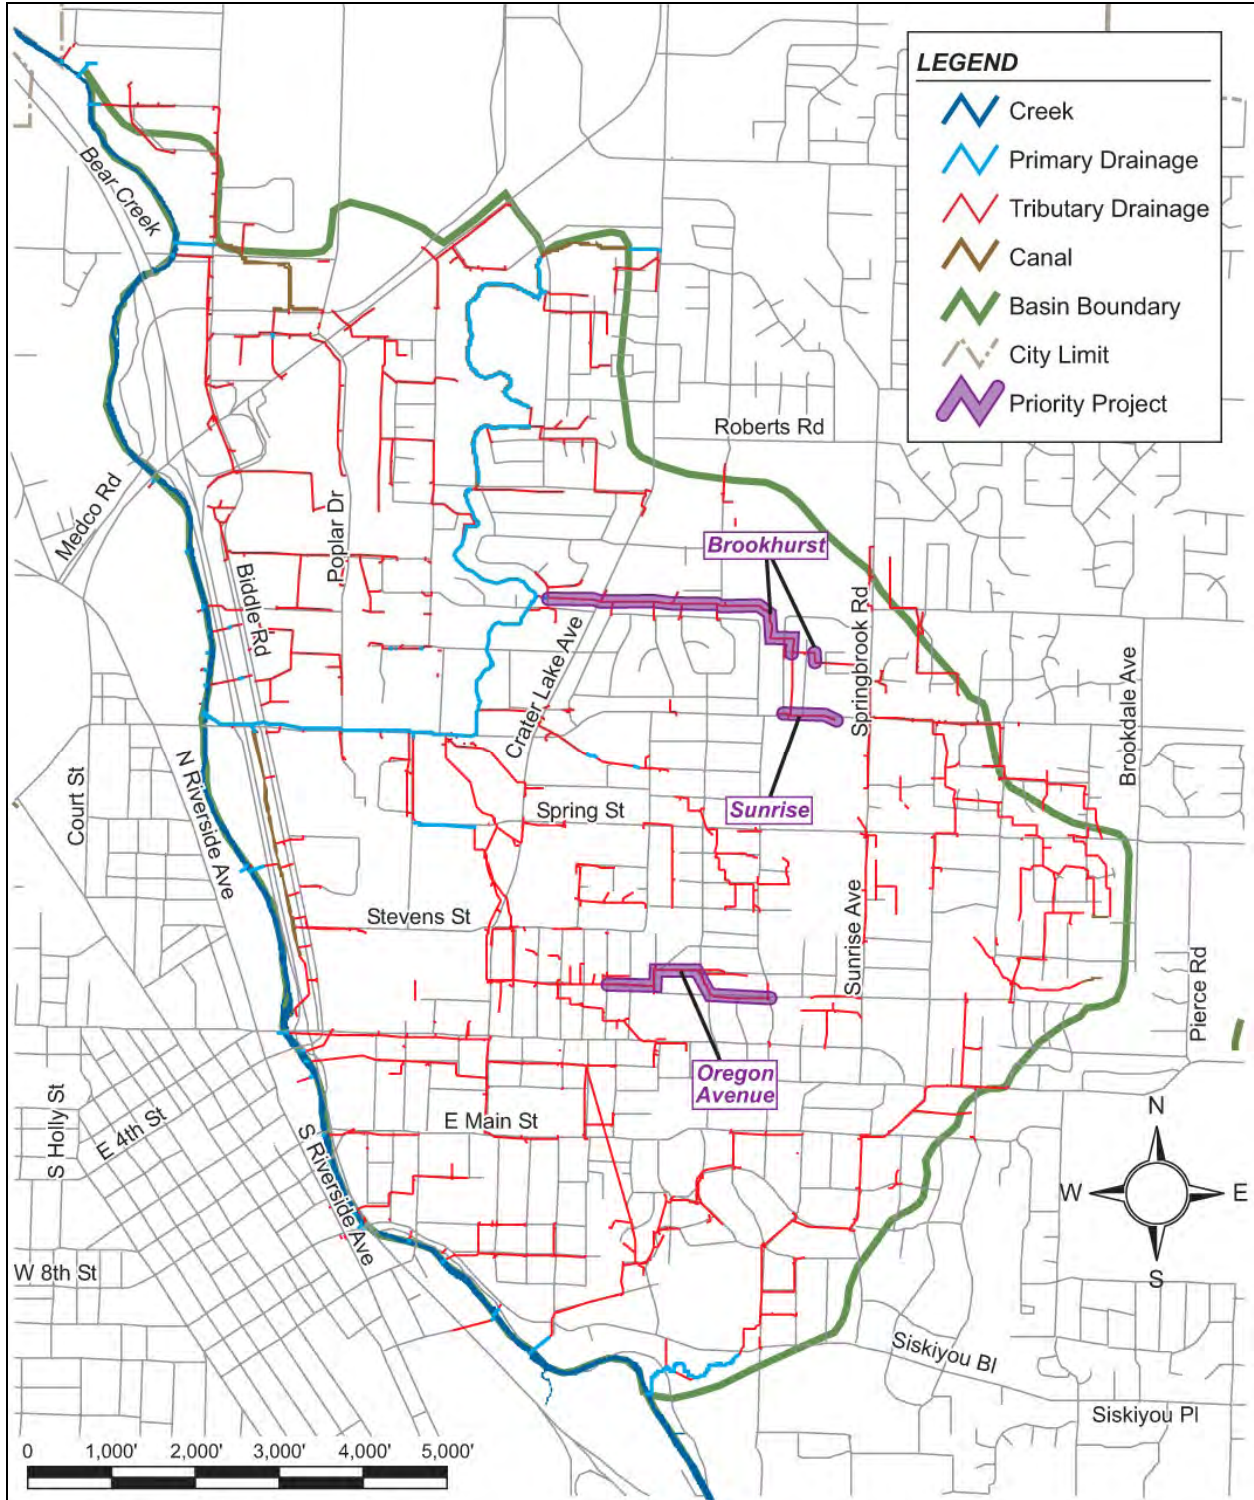 LEGEND
Creek
Primary Drainage
Tributary Drainage
Canal
Basin Boundary
City Limit
Priority Project
Bear Creek
Roberts Rd
Medco Rd
Poplar Dr
Brookhurst
Biddle Rd
Crater Lake Ave
Springbrook Rd
Brookdale Ave
Court St
N Riverside Ave
Spring St
Sunrise
Stevens St
Sunrise Ave
Pierce Rd
Oregon
Avenue
S Holly St
E 4th St
E Main St
S Riverside Ave
N
W
E
S
W 8th St
Siskiyou Bl
Siskiyou Pl
0 1,000' 2,000' 3,000' 4,000' 5,000'